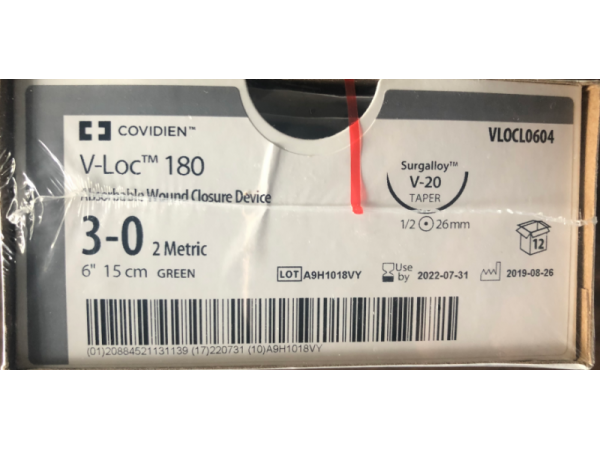 COVIDIEN™
VLOCL0604
V-Loc™ 180
Absorbable Wound Closure Device
Surgalloy™
V-20
TAPER
1/2 26mm
3-0 2 Metric
6" 15 cm GREEN
12
LOT A9H1018VY
Use by 2022-07-31
2019-08-26
(01)20884521131139 (17)220731 (10)A9H1018VY